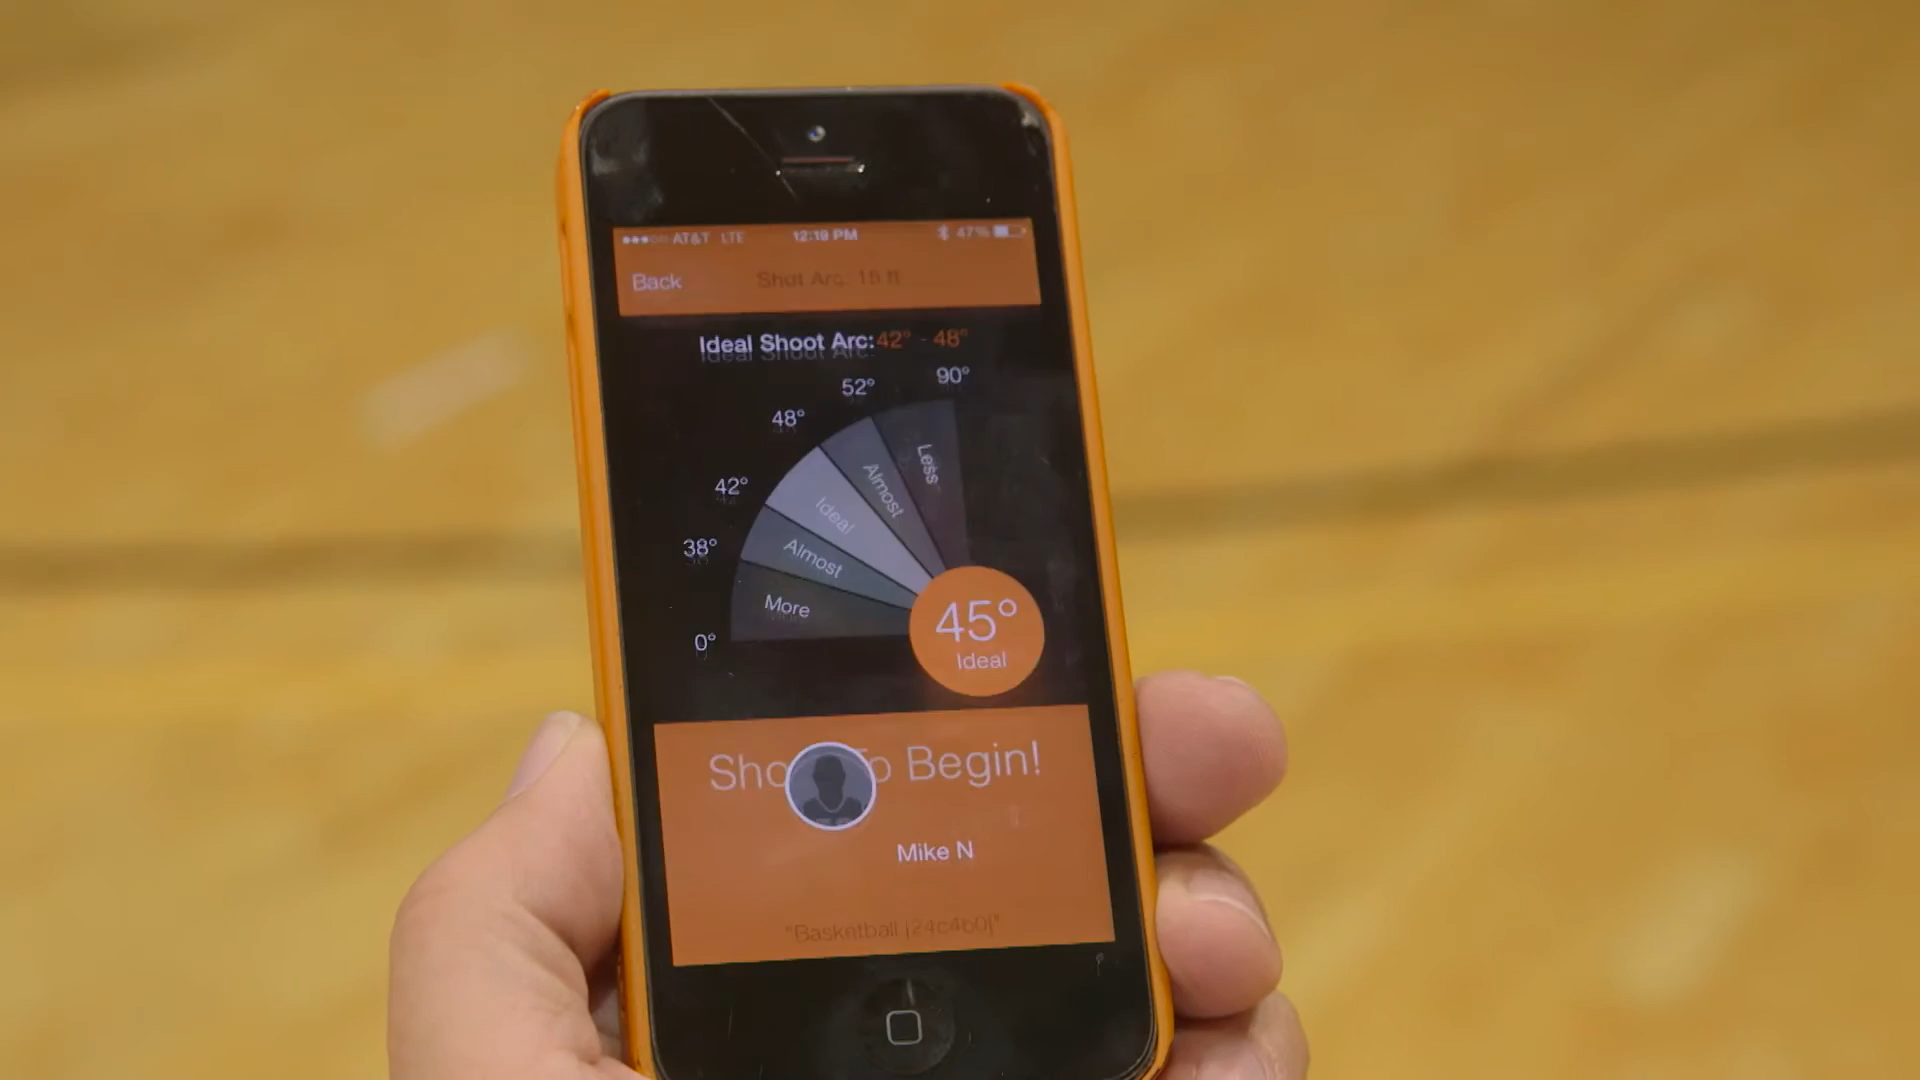 AT&T LTE 12:19 PM 47%
Back Shot Arc: 15 ft
Ideal Shoot Arc: 42° - 48°
90°
52°
48°
Less
Almost
42°
Ideal
38°
Almost
More
0°
45°
Ideal
Sho To Begin!
Mike N
"Basketball